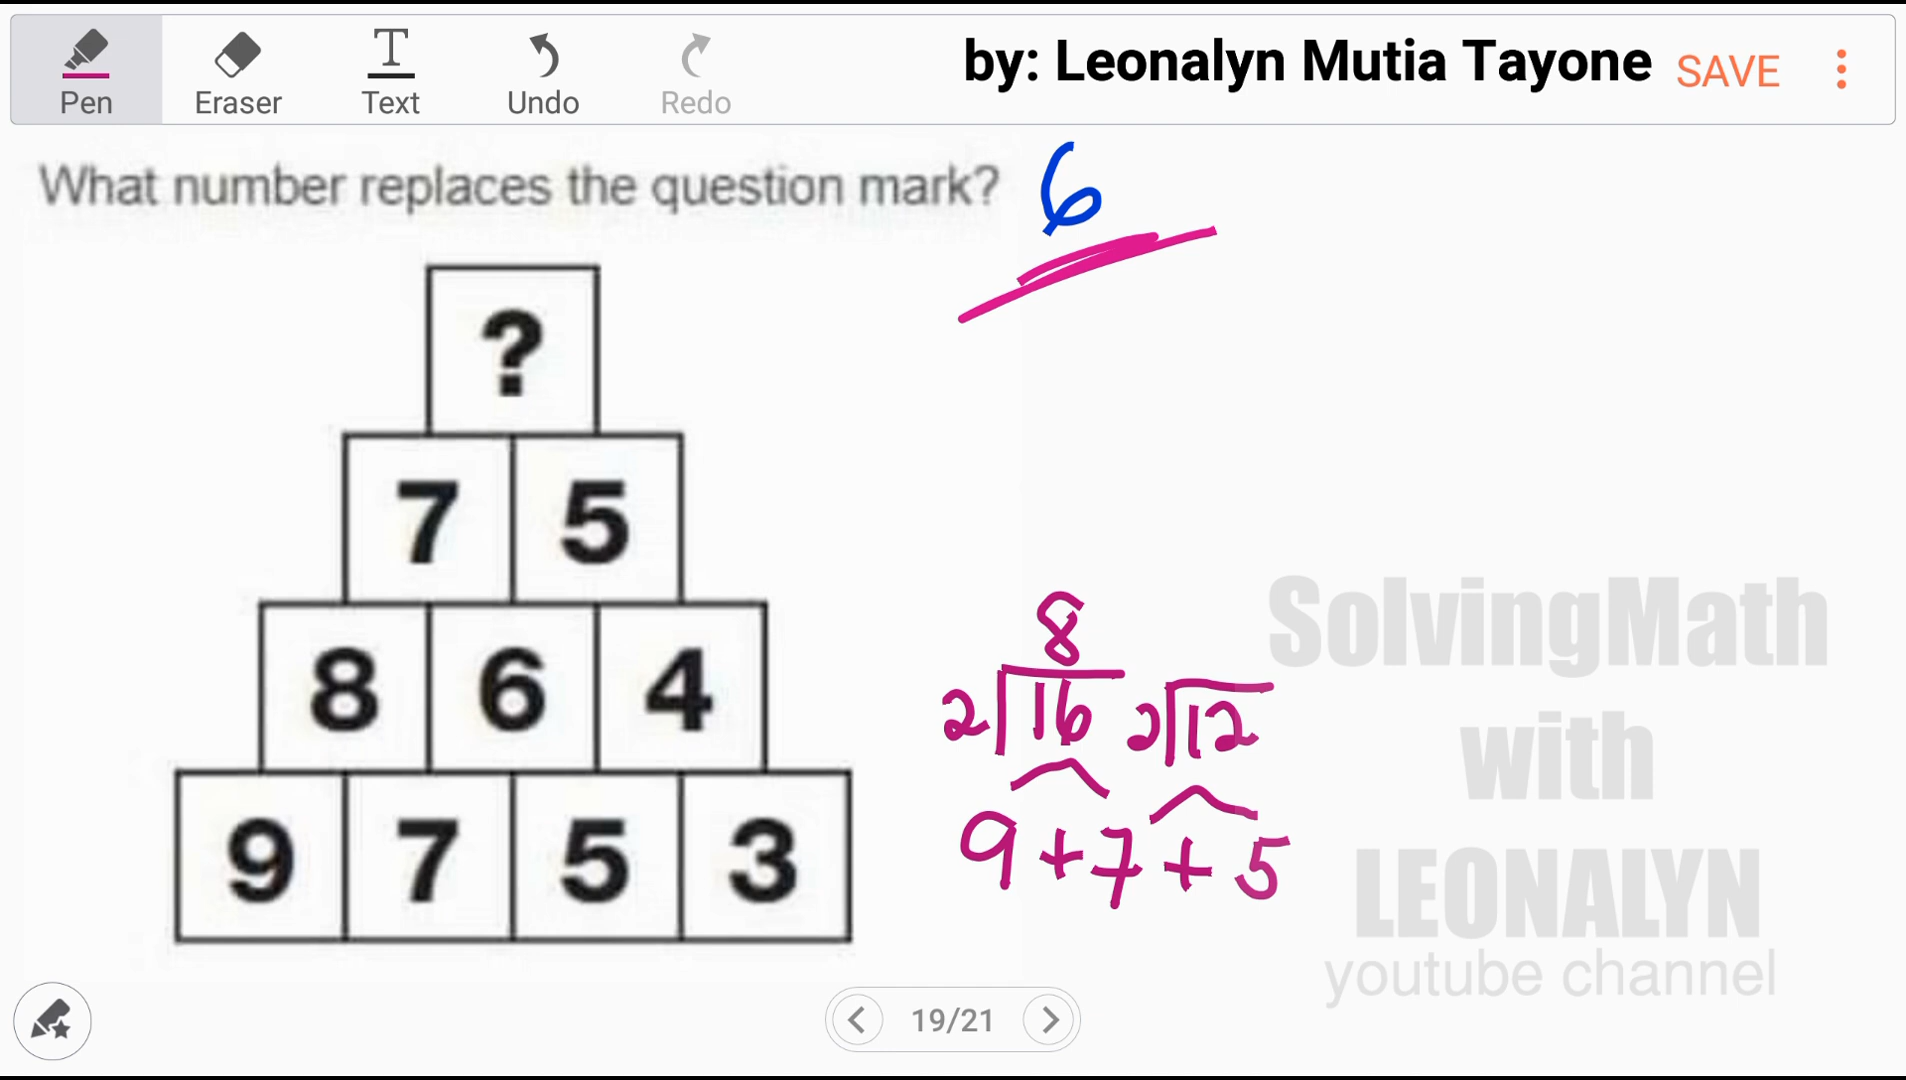 Pen Eraser Text Undo Redo by: Leonalyn Mutia Tayone SAVE
What number replaces the question mark? 6
?
7 5
8 6 4
9 7 5 3
8
2 16 2 12
9 + 7 + 5
SolvingMath
with
LEONALYN
youtube channel
19/21